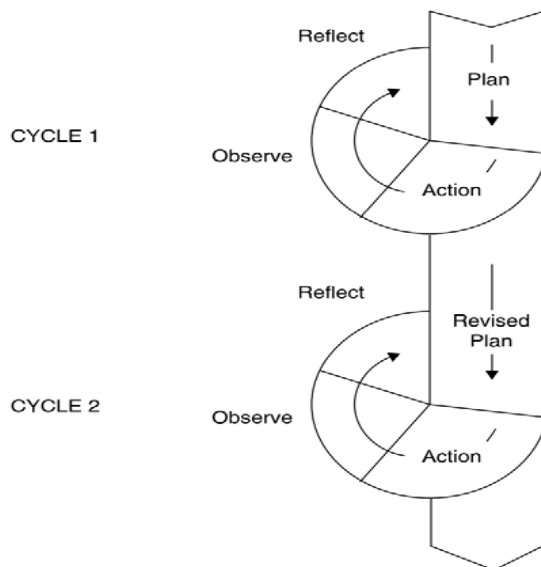 Reflect
Plan
CYCLE 1
Observe
Action
Reflect
Revised
Plan
CYCLE 2
Observe
Action